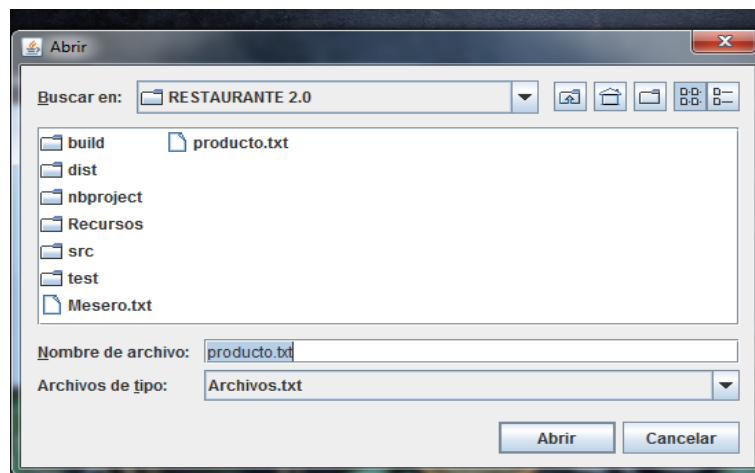 Abrir
Buscar en: RESTAURANTE 2.0
build producto.txt
dist
nbproject
Recursos
src
test
Mesero.txt
Nombre de archivo: producto.txt
Archivos de tipo: Archivos.txt
Abrir Cancelar